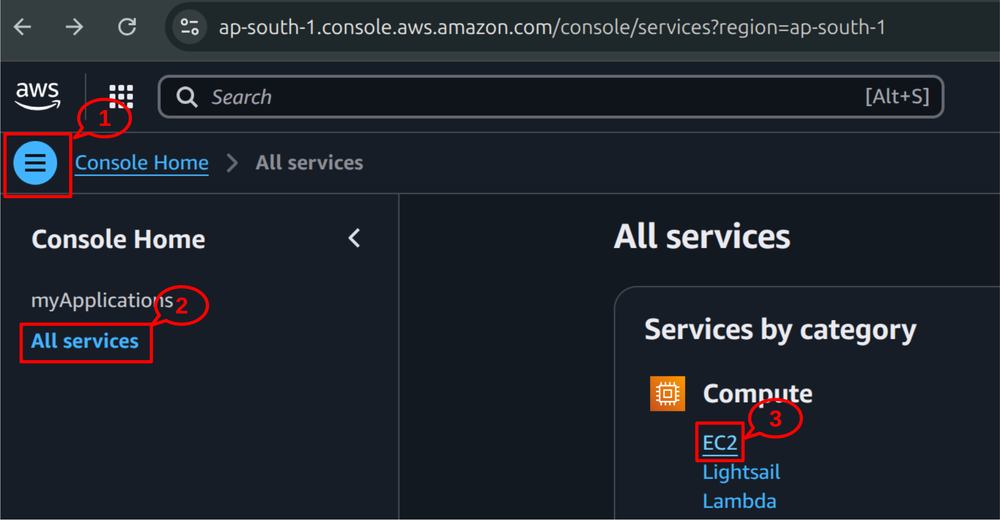 ap-south-1.console.aws.amazon.com/console/services?region=ap-south-1
aws
Search [Alt+S]
1
Console Home All services
Console Home
All services
myApplications
2
All services
Services by category
Compute
3
EC2
Lightsail
Lambda